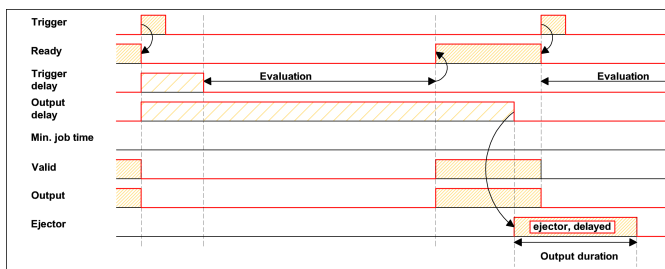 Trigger
Ready
Trigger
delay
Evaluation
Evaluation
Output
delay
Min. job time
Valid
Output
Ejector
ejector, delayed
Output duration